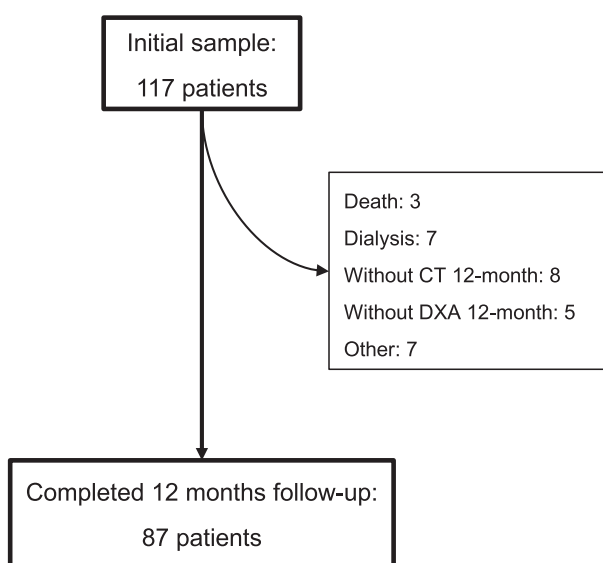 Initial sample:
117 patients
Death: 3
Dialysis: 7
Without CT 12-month: 8
Without DXA 12-month: 5
Other: 7
Completed 12 months follow-up:
87 patients